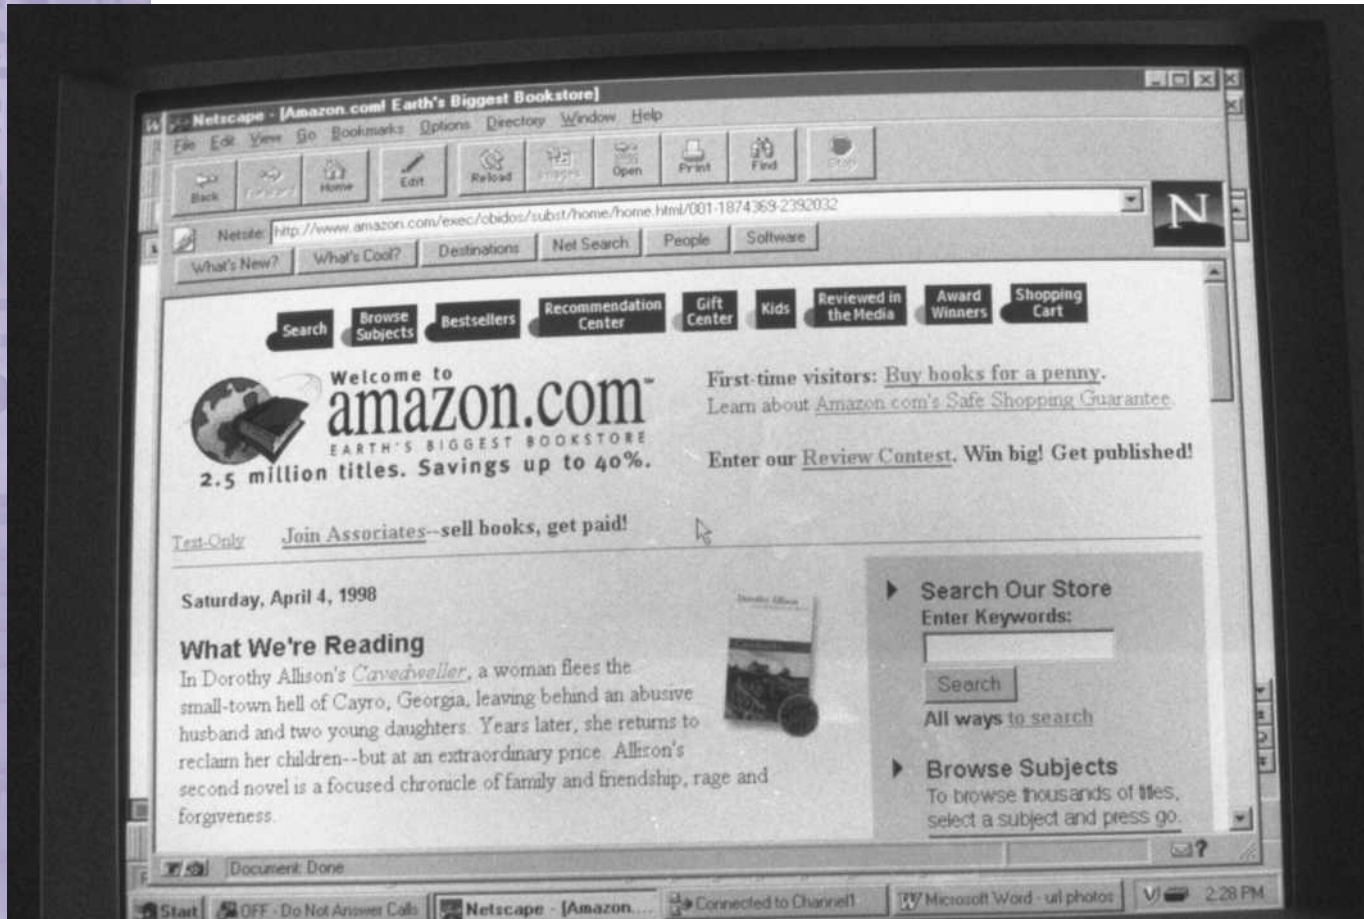 Netscape - [Amazon.com! Earth's Biggest Bookstore]
File Edit View Go Bookmarks Options Directory Window Help
Back Forward Home Edit Reload Images Open Print Find Stop
Netsite: http://www.amazon.com/exec/obidos/subst/home/home.html/001-1874369-2392032
N
What's New? What's Cool? Destinations Net Search People Software
Search Browse Subjects Bestsellers Recommendation Center Gift Center Kids Reviewed in the Media Award Winners Shopping Cart
Welcome to
amazon.com™
EARTH'S BIGGEST BOOKSTORE
2.5 million titles. Savings up to 40%.
First-time visitors: Buy books for a penny.
Learn about Amazon.com's Safe Shopping Guarantee.
Enter our Review Contest. Win big! Get published!
Text-Only Join Associates--sell books, get paid!
Saturday, April 4, 1998
What We're Reading
In Dorothy Allison's Cavedweller, a woman flees the
small-town hell of Cayro, Georgia, leaving behind an abusive
husband and two young daughters. Years later, she returns to
reclaim her children--but at an extraordinary price. Allison's
second novel is a focused chronicle of family and friendship, rage and
forgiveness.
Dorothy Allison
Search Our Store
Enter Keywords:
Search
All ways to search
Browse Subjects
To browse thousands of titles,
select a subject and press go.
Document: Done
?
Start OFF - Do Not Answer Calls Netscape - [Amazon.... Connected to Channel1 Microsoft Word - url photos 2:28 PM